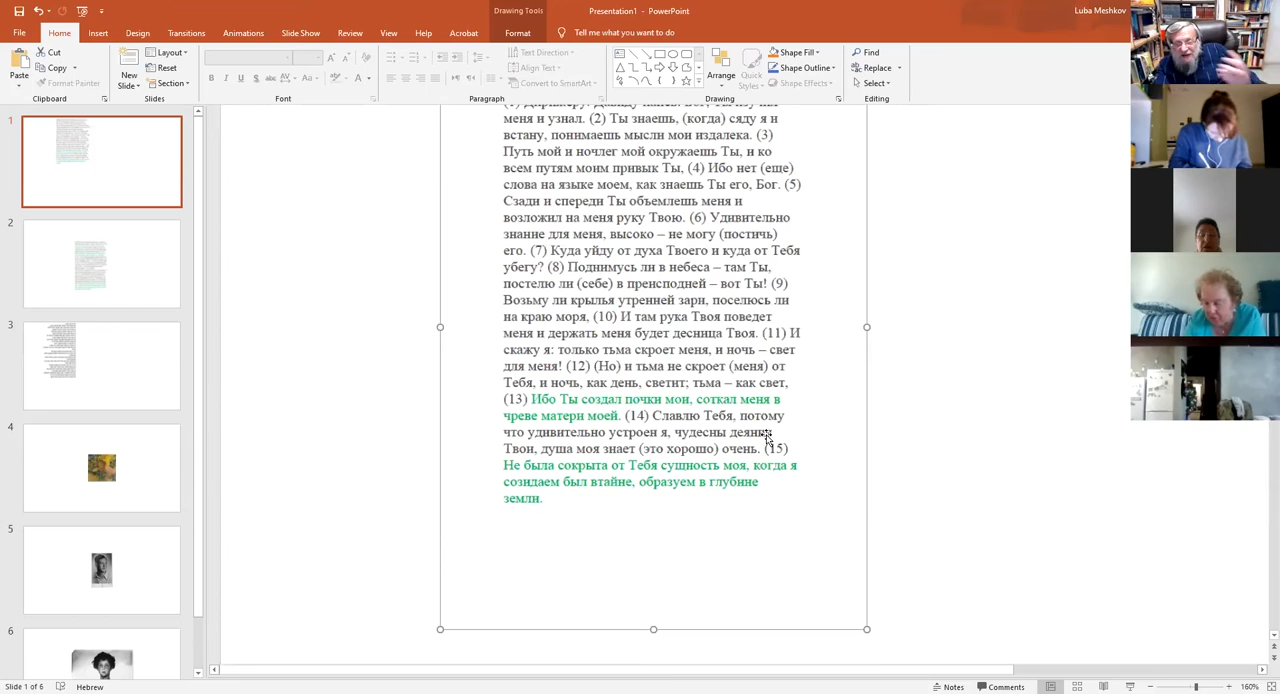 Drawing Tools
Presentation1 - PowerPoint
Luba Meshkov
File Home Insert Design Transitions Animations Slide Show Review View Help Acrobat Format Tell me what you want to do
Paste
Cut
Copy
Format Painter
Clipboard
New Slide
Layout
Reset
Section
Slides
Font
Text Direction
Align Text
Convert to SmartArt
Paragraph
Arrange
Quick Styles
Shape Fill
Shape Outline
Shape Effects
Drawing
Find
Replace
Select
Editing
1
2
3
4
5
6
меня и узнал. (2) Ты знаешь, (когда) сяду я и
встану, понимаешь мысли мои издалека. (3)
Путь мой и ночлег мой окружаешь Ты, и ко
всем путям моим привык Ты, (4) Ибо нет (еще)
слова на языке моем, как знаешь Ты его, Бог. (5)
Сзади и спереди Ты объемлешь меня и
возложил на меня руку Твою. (6) Удивительно
знание для меня, высоко – не могу (постичь)
его. (7) Куда уйду от духа Твоего и куда от Тебя
убегу? (8) Поднимусь ли в небеса – там Ты,
постелю ли (себе) в преисподней – вот Ты! (9)
Возьму ли крылья утренней зари, поселюсь ли
на краю моря, (10) И там рука Твоя поведет
меня и держать меня будет десница Твоя. (11) И
скажу я: только тьма скроет меня, и ночь – свет
для меня! (12) (Но) и тьма не скроет (меня) от
Тебя, и ночь, как день, светит; тьма – как свет,
(13) Ибо Ты создал почки мои, соткал меня в
чреве матери моей. (14) Славлю Тебя, потому
что удивительно устроен я, чудесны деяния
Твои, душа моя знает (это хорошо) очень. (15)
Не была сокрыта от Тебя сущность моя, когда я
созидаем был втайне, образуем в глубине
земли.
Slide 1 of 6 Hebrew
Notes Comments 160%